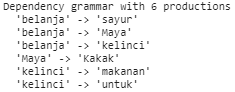 Dependency grammar with 6 productions
'belanja' -> 'sayur'
'belanja' -> 'Maya'
'belanja' -> 'kelinci'
'Maya' -> 'Kakak'
'kelinci' -> 'makanan'
'kelinci' -> 'untuk'